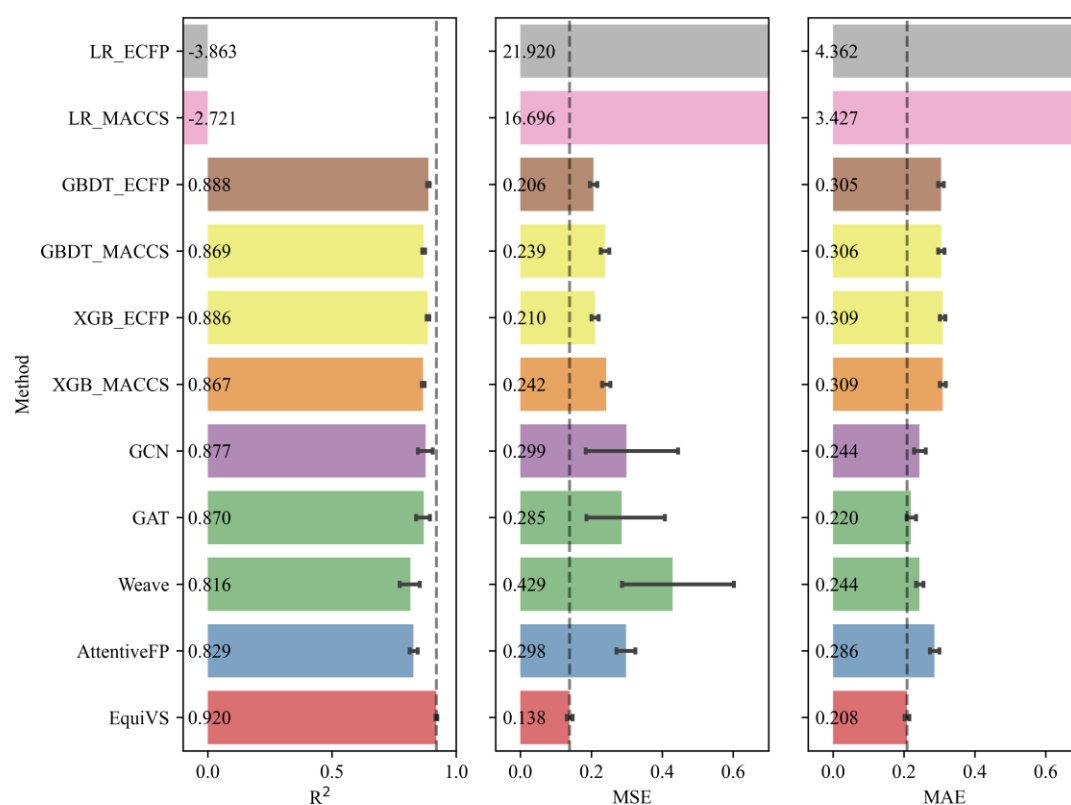 LR_ECFP -3.863 21.920 4.362
LR_MACCS -2.721 16.696 3.427
GBDT_ECFP 0.888 0.206 0.305
GBDT_MACCS 0.869 0.239 0.306
XGB_ECFP 0.886 0.210 0.309
XGB_MACCS 0.867 0.242 0.309
GCN 0.877 0.299 0.244
GAT 0.870 0.285 0.220
Weave 0.816 0.429 0.244
AttentiveFP 0.829 0.298 0.286
EquiVS 0.920 0.138 0.208
Method
0.0 0.5 1.0 0.0 0.2 0.4 0.6 0.0 0.2 0.4 0.6
R² MSE MAE